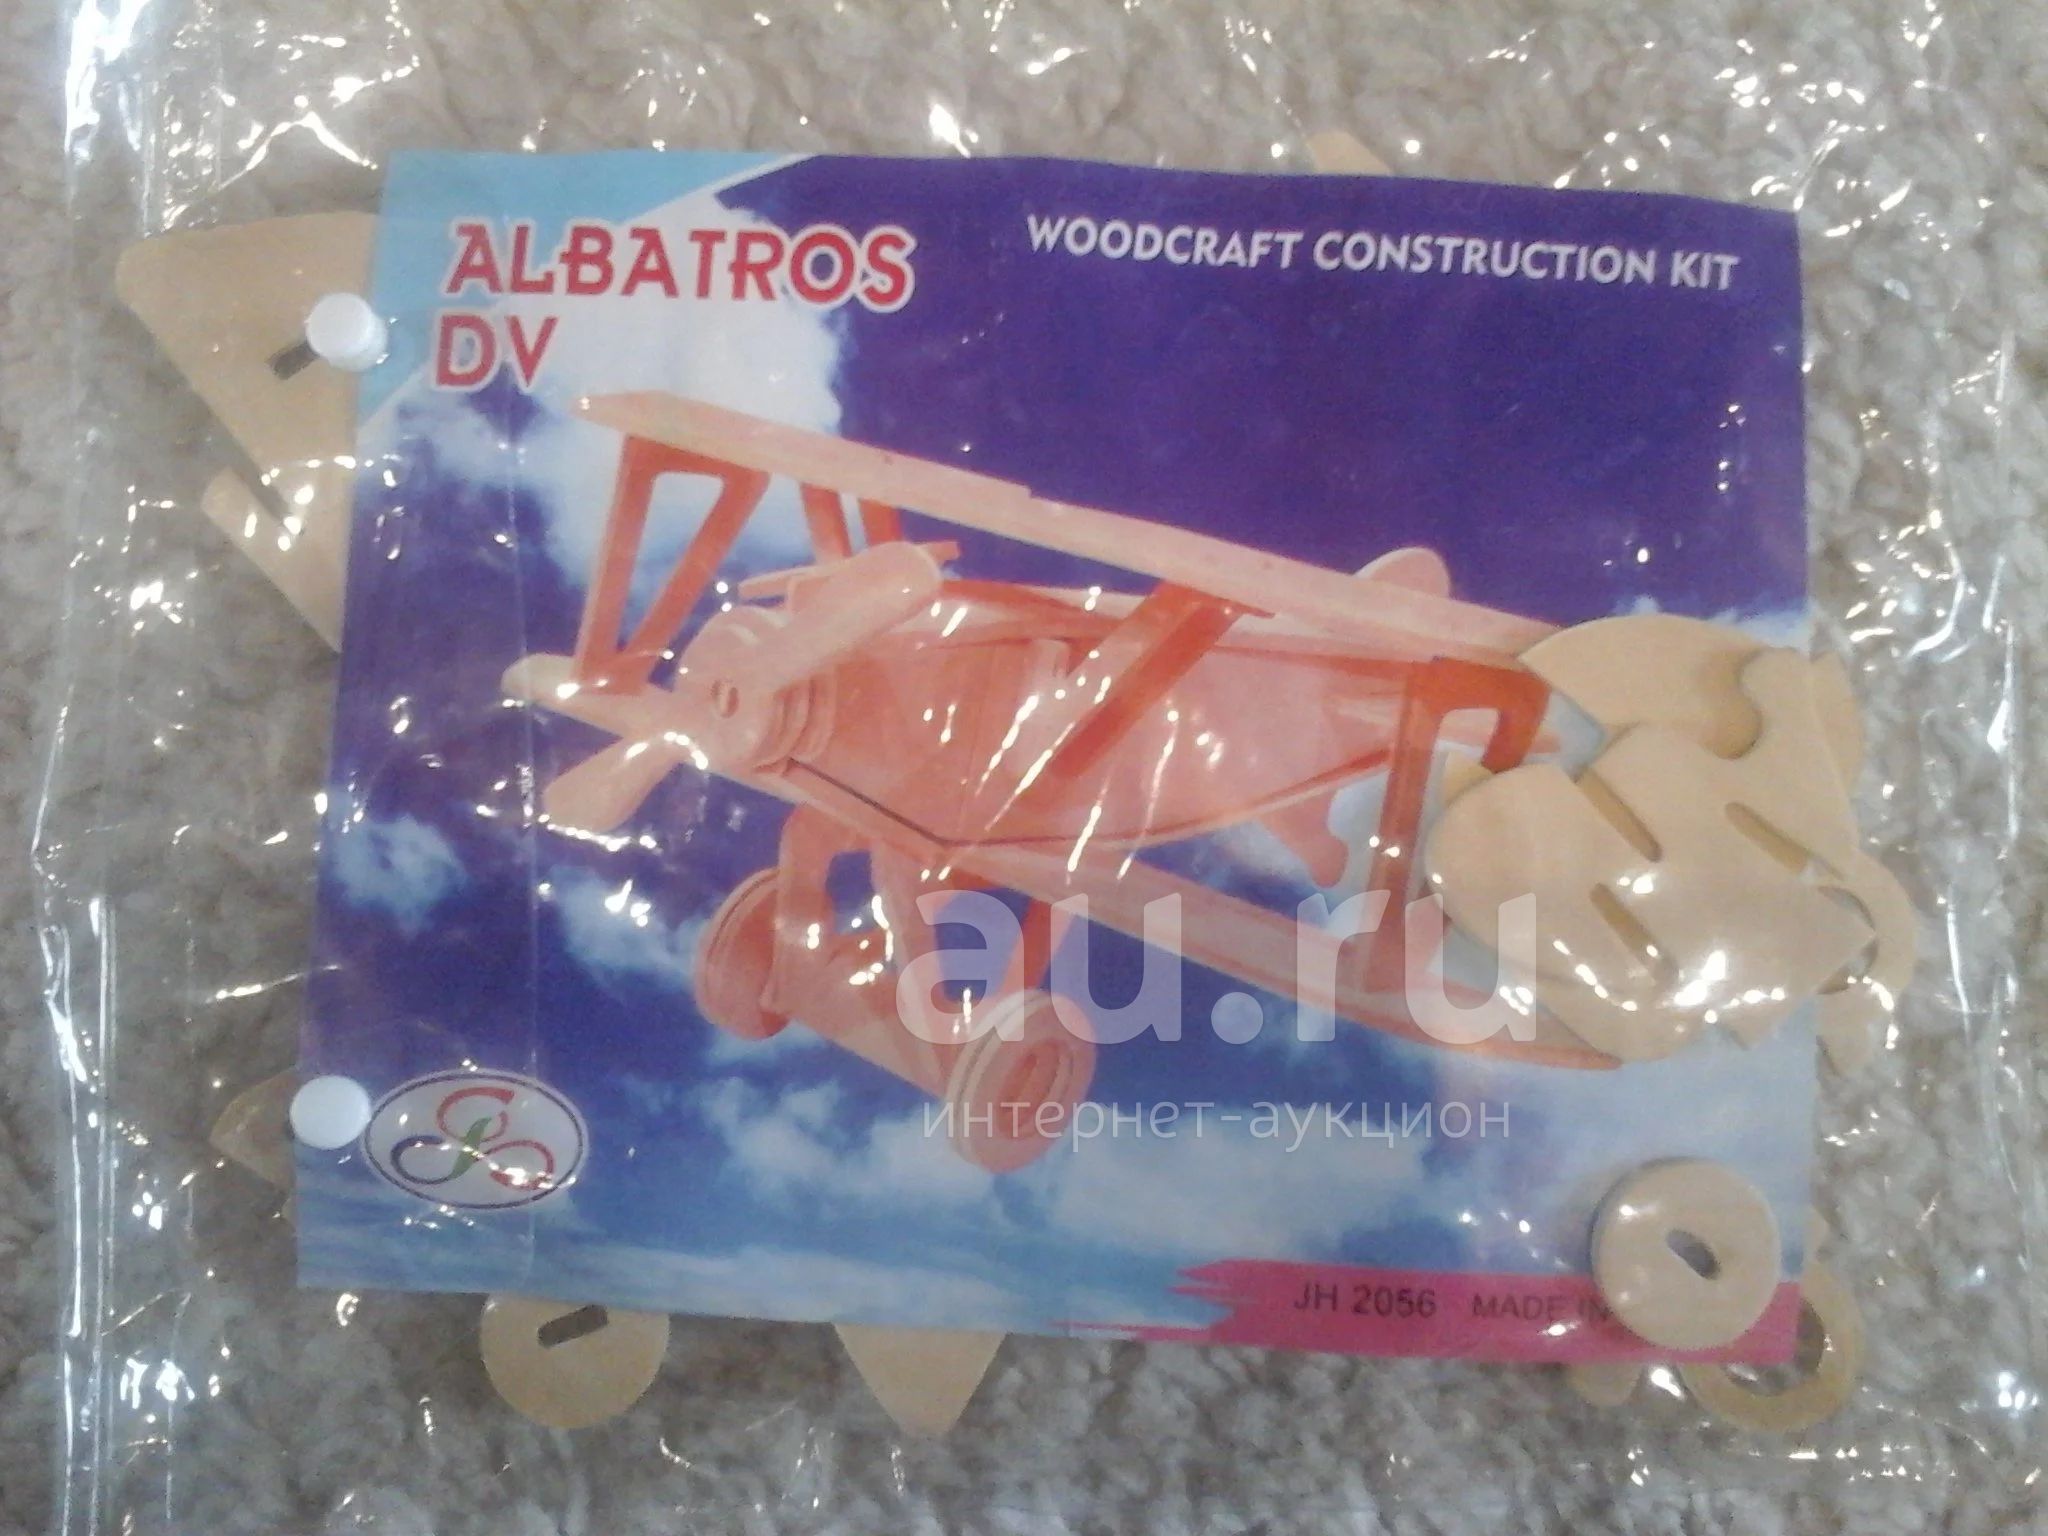 ALBATROS
DV
WOODCRAFT CONSTRUCTION KIT
au.ru
интернет-аукцион
JH 2056 MADE IN